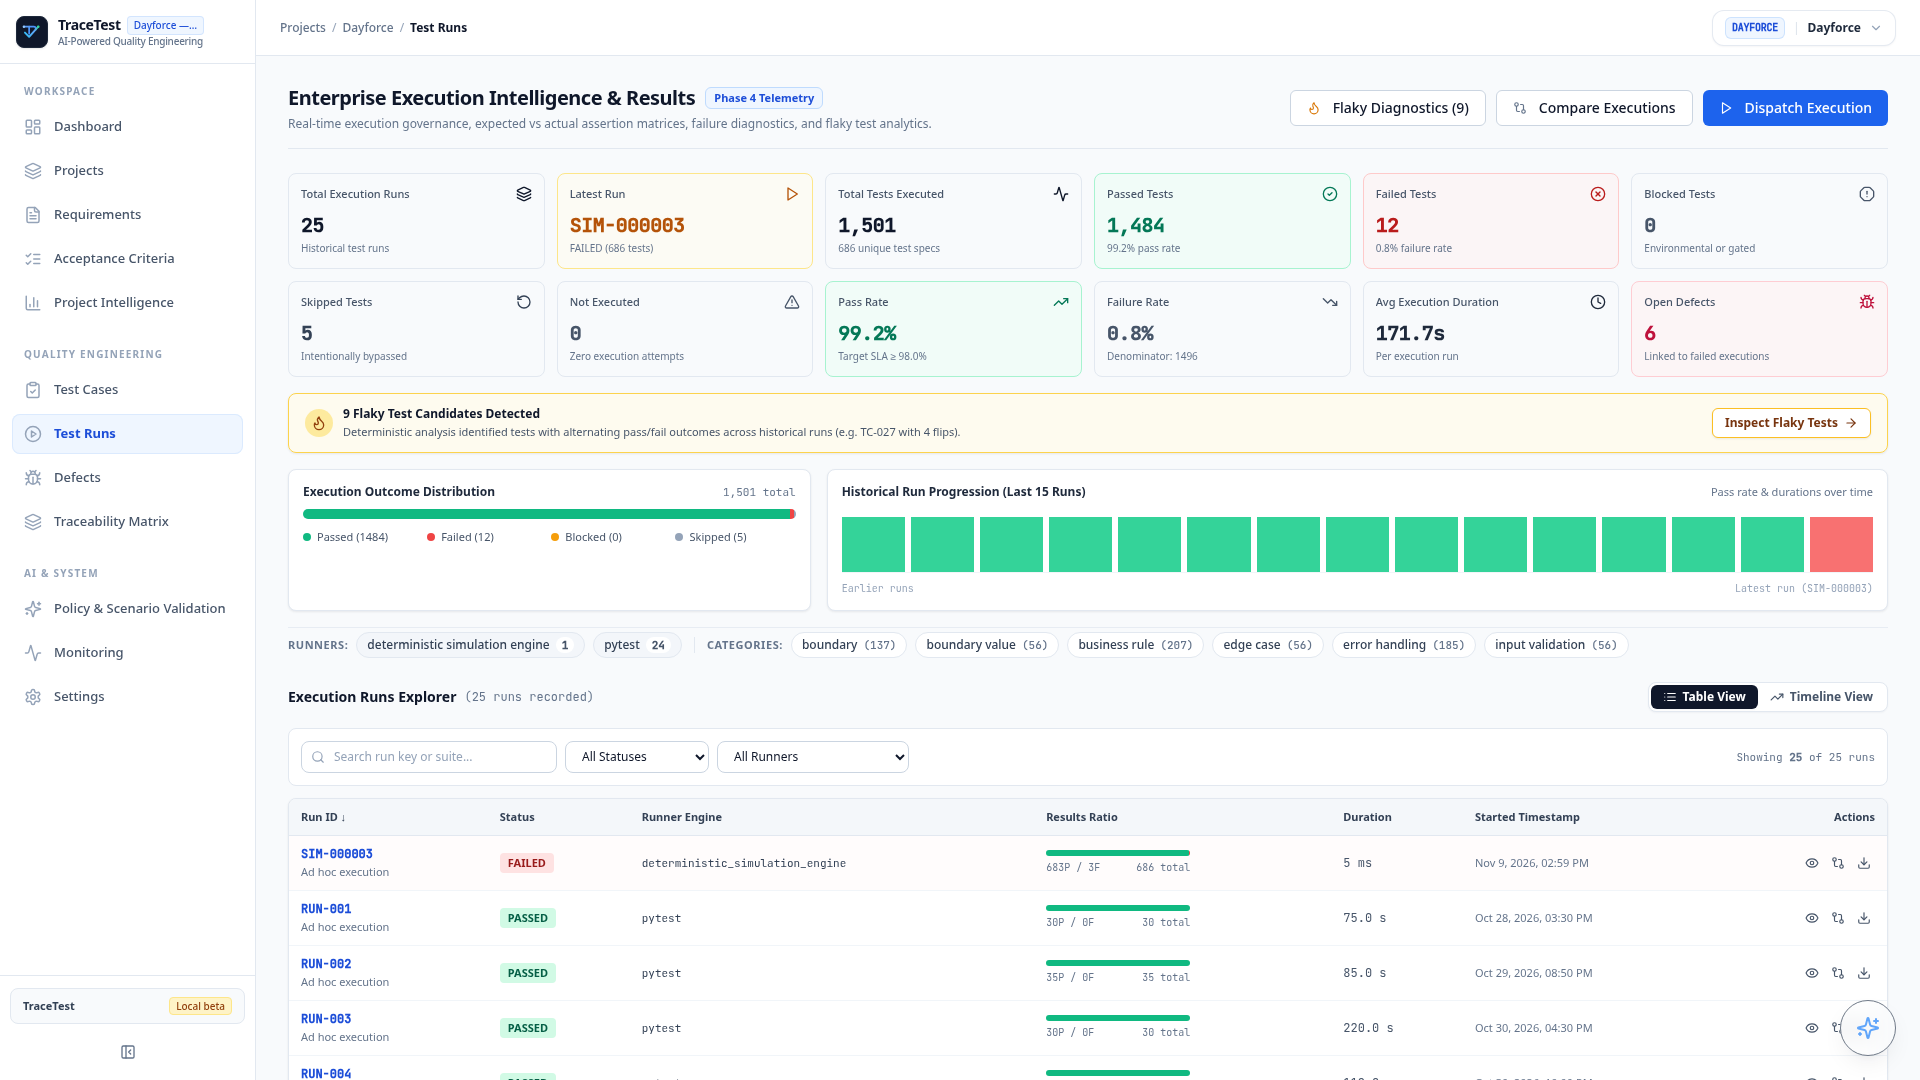 TraceTest
Dayforce —...
AI-Powered Quality Engineering
WORKSPACE
Dashboard
Projects
Requirements
Acceptance Criteria
Project Intelligence
QUALITY ENGINEERING
Test Cases
Test Runs
Defects
Traceability Matrix
AI & SYSTEM
Policy & Scenario Validation
Monitoring
Settings
TraceTest
Local beta
Projects / Dayforce / Test Runs
DAYFORCE
Dayforce
Enterprise Execution Intelligence & Results
Phase 4 Telemetry
Real-time execution governance, expected vs actual assertion matrices, failure diagnostics, and flaky test analytics.
Flaky Diagnostics (9)
Compare Executions
Dispatch Execution
Total Execution Runs
25
Historical test runs
Latest Run
SIM-000003
FAILED (686 tests)
Total Tests Executed
1,501
686 unique test specs
Passed Tests
1,484
99.2% pass rate
Failed Tests
12
0.8% failure rate
Blocked Tests
0
Environmental or gated
Skipped Tests
5
Intentionally bypassed
Not Executed
0
Zero execution attempts
Pass Rate
99.2%
Target SLA ≥ 98.0%
Failure Rate
0.8%
Denominator: 1496
Avg Execution Duration
171.7s
Per execution run
Open Defects
6
Linked to failed executions
9 Flaky Test Candidates Detected
Deterministic analysis identified tests with alternating pass/fail outcomes across historical runs (e.g. TC-027 with 4 flips).
Inspect Flaky Tests →
Execution Outcome Distribution
1,501 total
Passed (1484)
Failed (12)
Blocked (0)
Skipped (5)
Historical Run Progression (Last 15 Runs)
Pass rate & durations over time
Earlier runs
Latest run (SIM-000003)
RUNNERS: deterministic simulation engine 1 pytest 24 CATEGORIES: boundary (137) boundary value (56) business rule (207) edge case (56) error handling (185) input validation (56)
Execution Runs Explorer (25 runs recorded)
Table View
Timeline View
Search run key or suite...
All Statuses
All Runners
Showing 25 of 25 runs
Run ID ↓ Status Runner Engine Results Ratio Duration Started Timestamp Actions
SIM-000003
Ad hoc execution
FAILED
deterministic_simulation_engine
683P / 3F 686 total
5 ms
Nov 9, 2026, 02:59 PM
RUN-001
Ad hoc execution
PASSED
pytest
30P / 0F 30 total
75.0 s
Oct 28, 2026, 03:30 PM
RUN-002
Ad hoc execution
PASSED
pytest
35P / 0F 35 total
85.0 s
Oct 29, 2026, 08:50 PM
RUN-003
Ad hoc execution
PASSED
pytest
30P / 0F 30 total
220.0 s
Oct 30, 2026, 04:30 PM
RUN-004